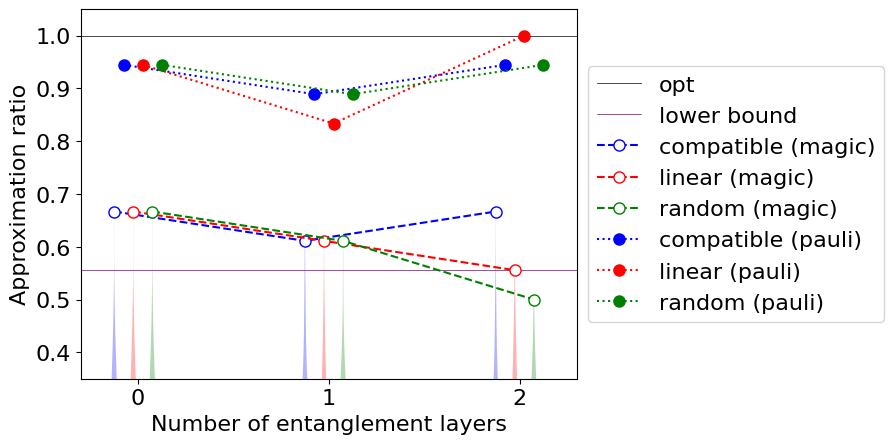 1.0
0.9
0.8
0.7
0.6
0.5
0.4
Approximation ratio
0 1 2
Number of entanglement layers
opt
lower bound
compatible (magic)
linear (magic)
random (magic)
compatible (pauli)
linear (pauli)
random (pauli)